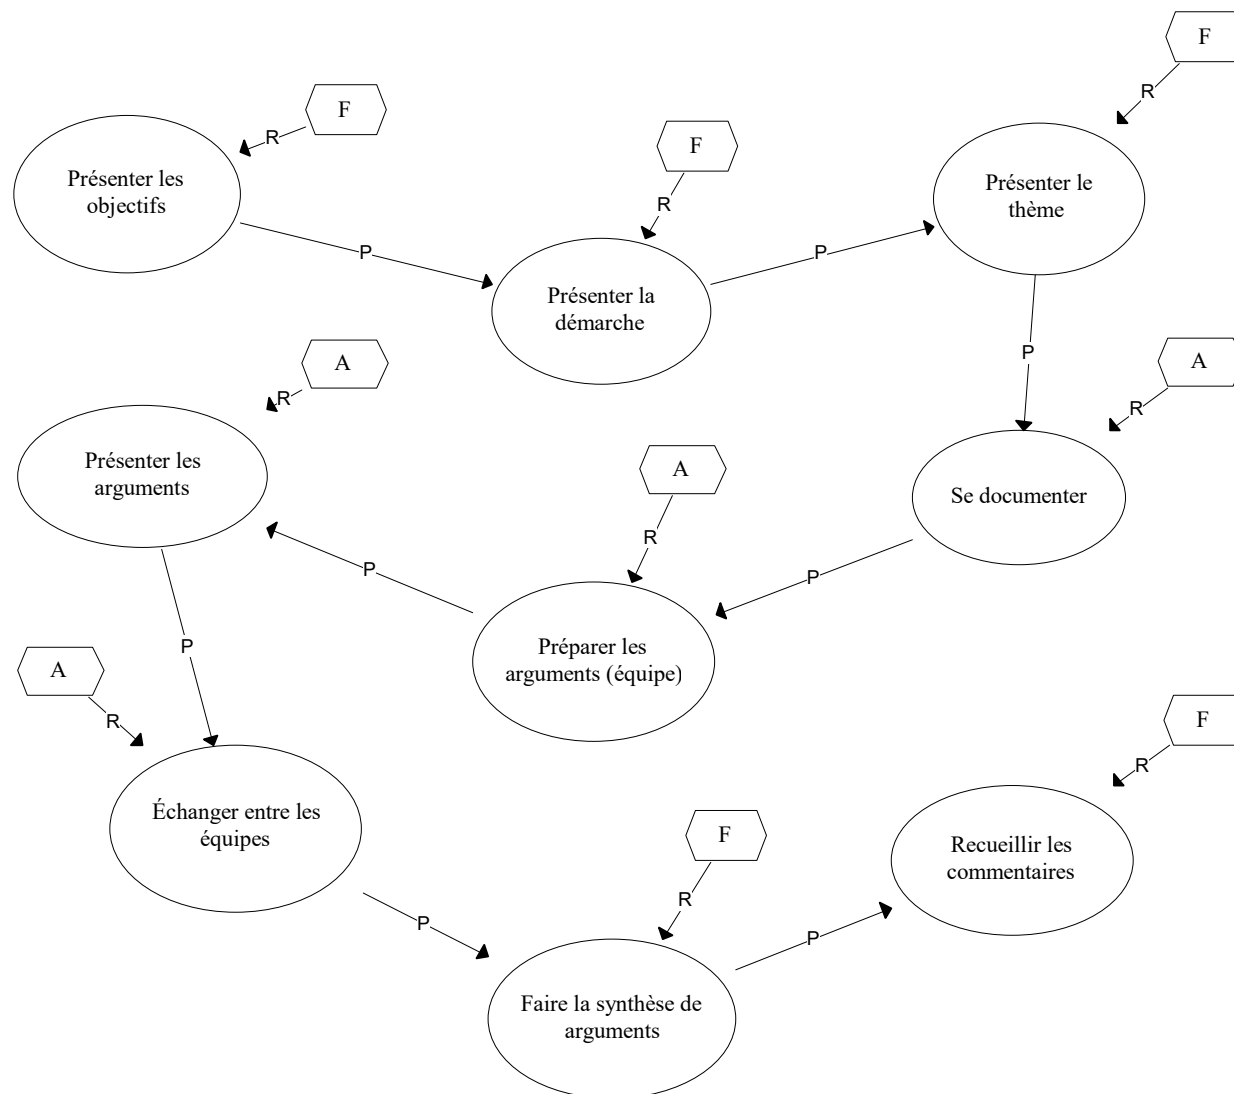 F
R
Présenter les
objectifs
P
F
R
Présenter la
démarche
P
F
R
Présenter le
thème
P
A
R
Se documenter
P
A
R
Préparer les
arguments (équipe)
P
A
R
Présenter les
arguments
P
A
R
Échanger entre les
équipes
P
F
R
Faire la synthèse de
arguments
P
F
R
Recueillir les
commentaires